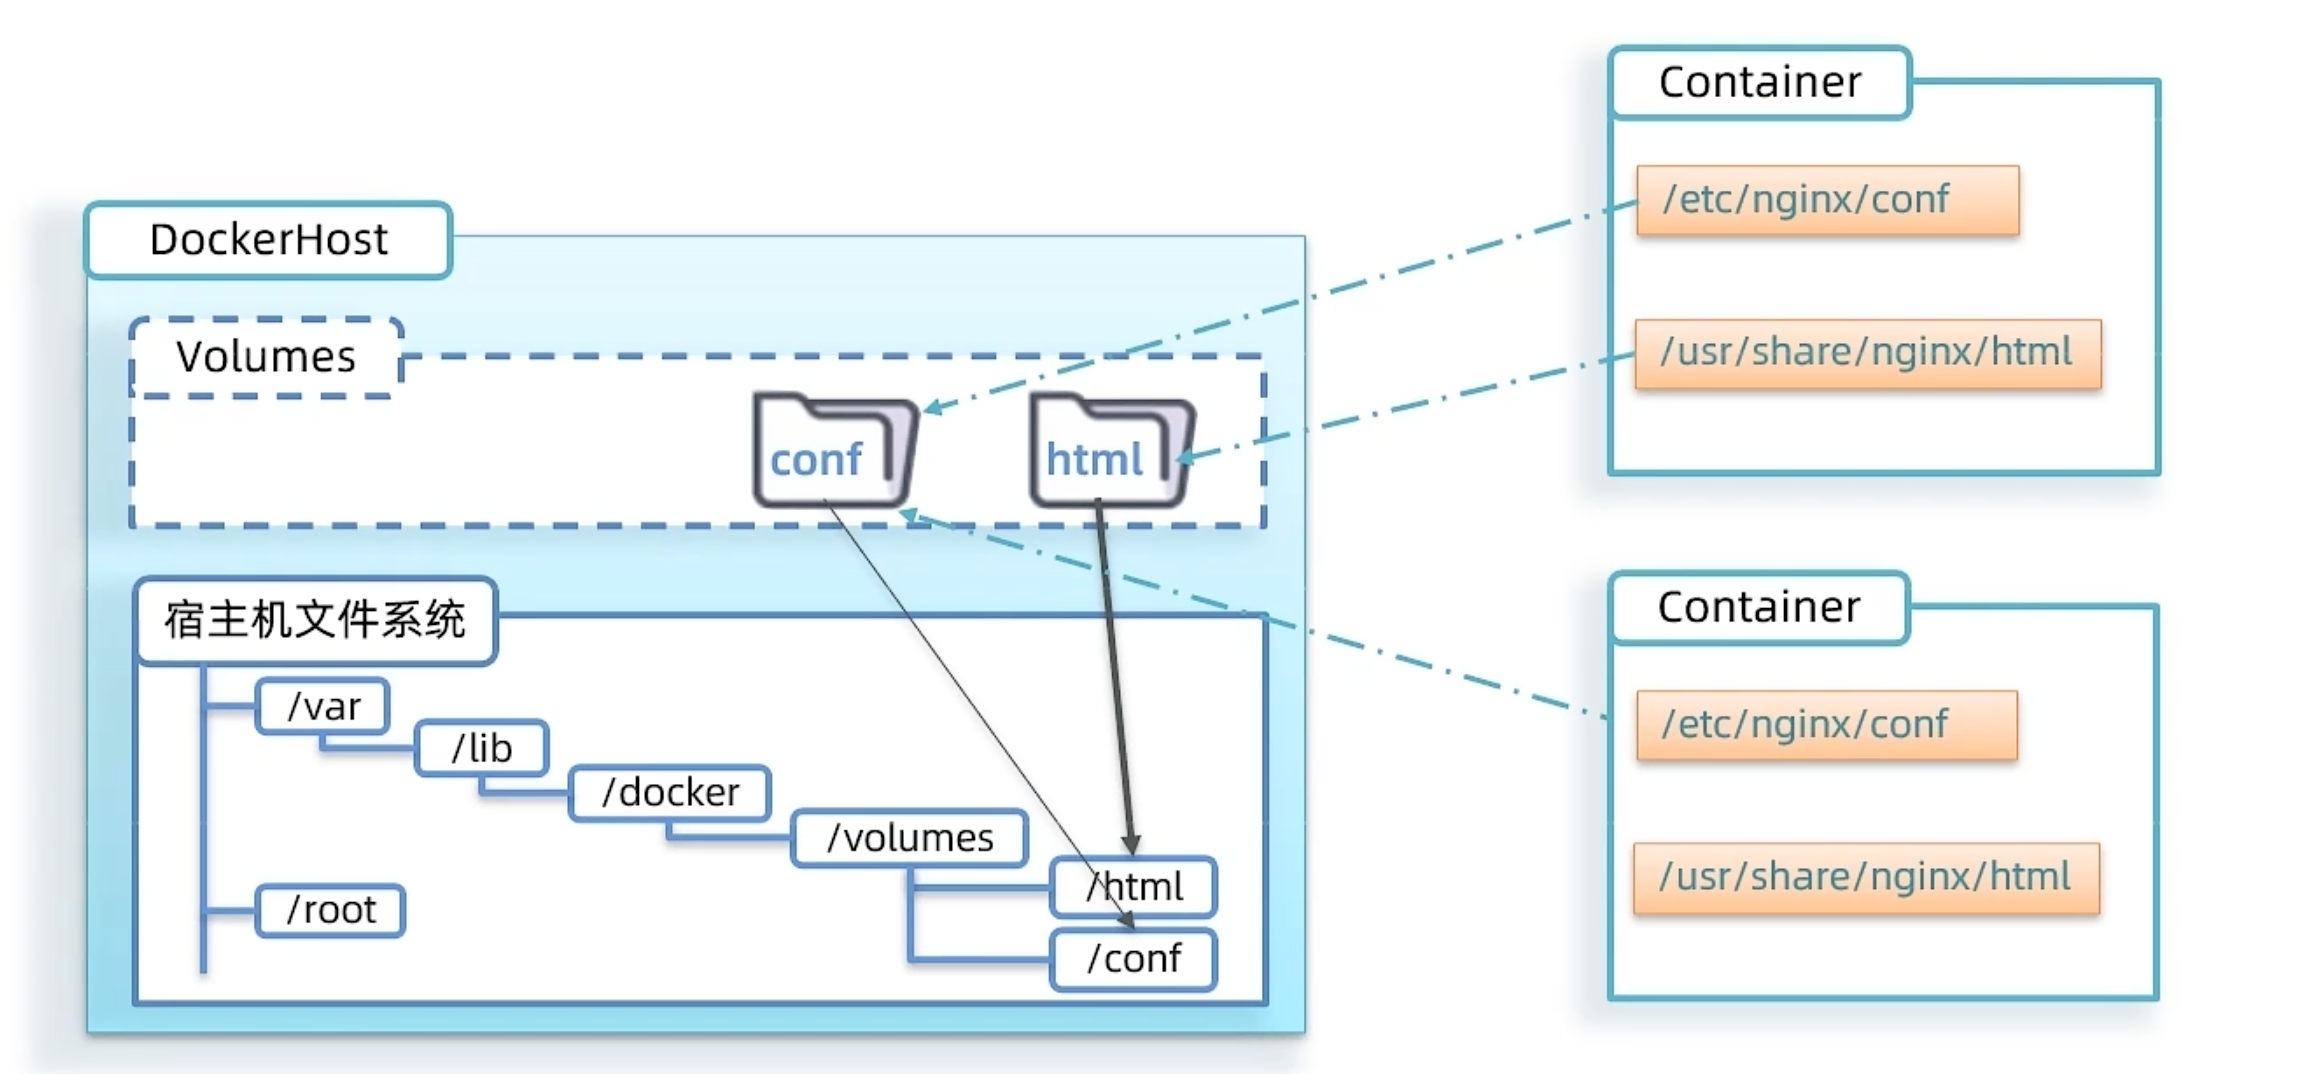 DockerHost
Volumes
conf
html
宿主机文件系统
/var
/lib
/docker
/volumes
/html
/root
/conf
Container
/etc/nginx/conf
/usr/share/nginx/html
Container
/etc/nginx/conf
/usr/share/nginx/html